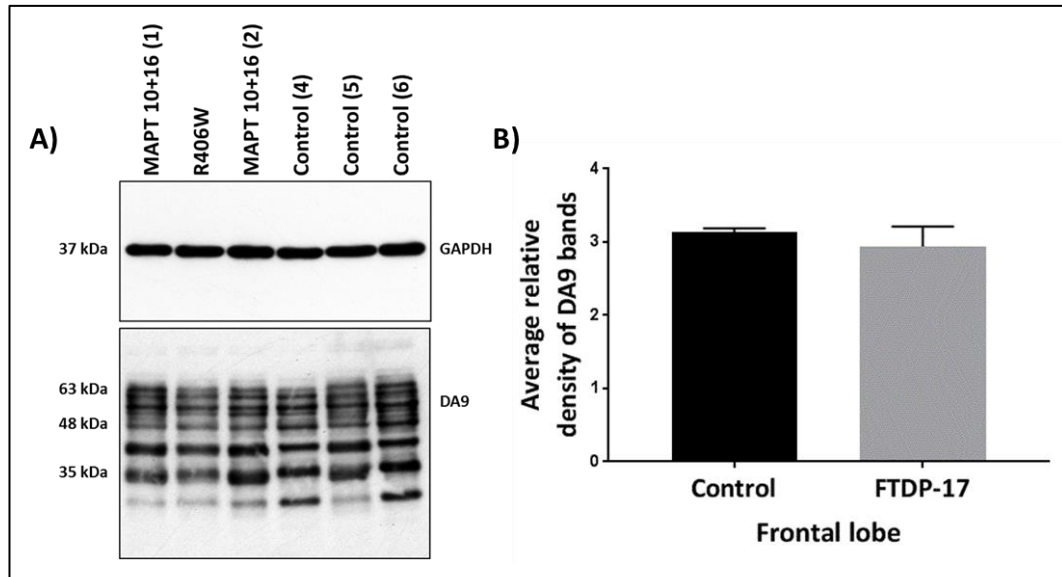 A)
MAPT 10+16 (1)
R406W
MAPT 10+16 (2)
Control (4)
Control (5)
Control (6)
37 kDa
GAPDH
63 kDa
48 kDa
35 kDa
DA9
B)
Average relative
density of DA9 bands
4
3
2
1
0
Control
FTDP-17
Frontal lobe